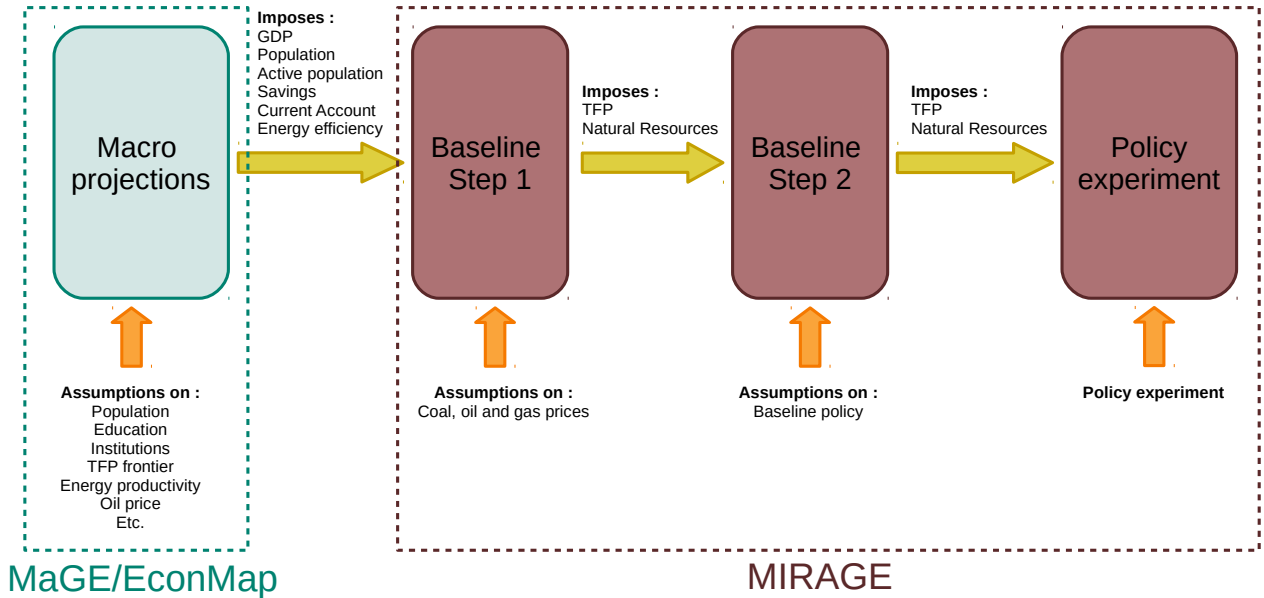 Imposes :
GDP
Population
Active population
Savings
Current Account
Energy efficiency
Macro
projections
Baseline
Step 1
Imposes :
TFP
Natural Resources
Baseline
Step 2
Imposes :
TFP
Natural Resources
Policy
experiment
Assumptions on :
Population
Education
Institutions
TFP frontier
Energy productivity
Oil price
Etc.
Assumptions on :
Coal, oil and gas prices
Assumptions on :
Baseline policy
Policy experiment
MaGE/EconMap
MIRAGE